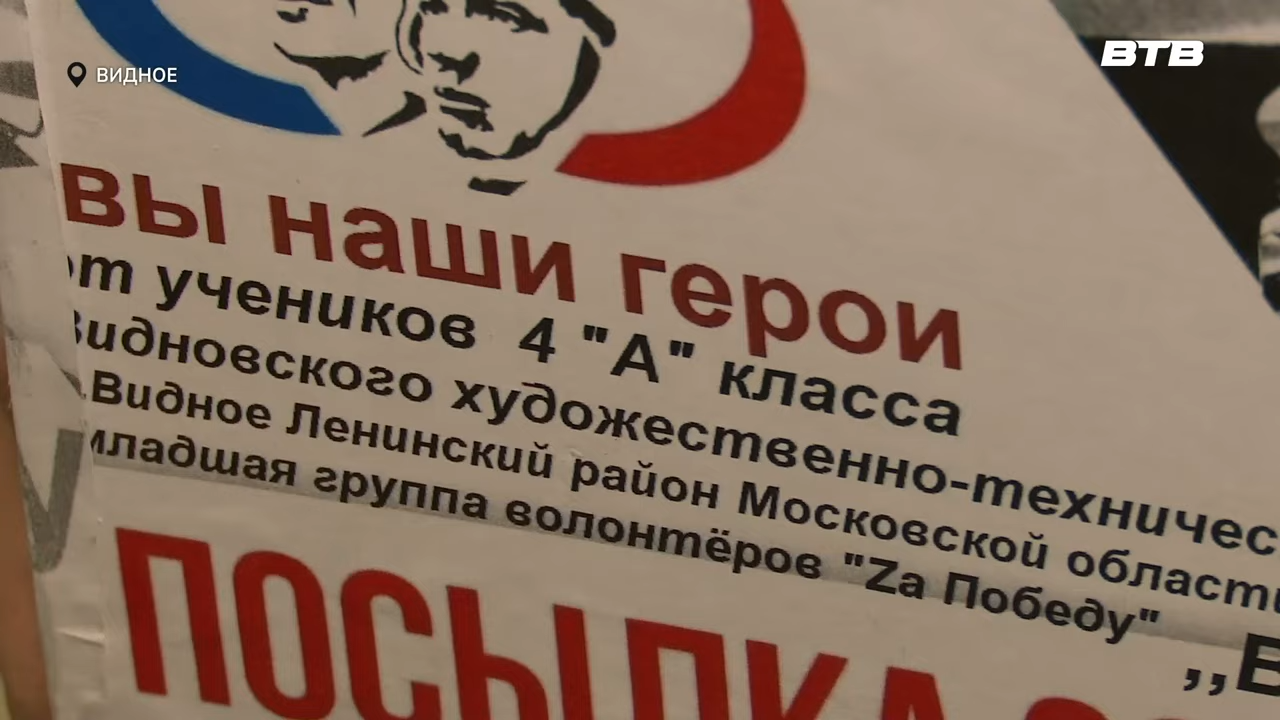 ВИДНОЕ
ВТВ
вы наши герои
от учеников 4 "А" класса
Видновского художественно-техничес
.Видное Ленинский район Московской област
младшая группа волонтёров "Zа Победу"
,,В
ПОСЫЛКА